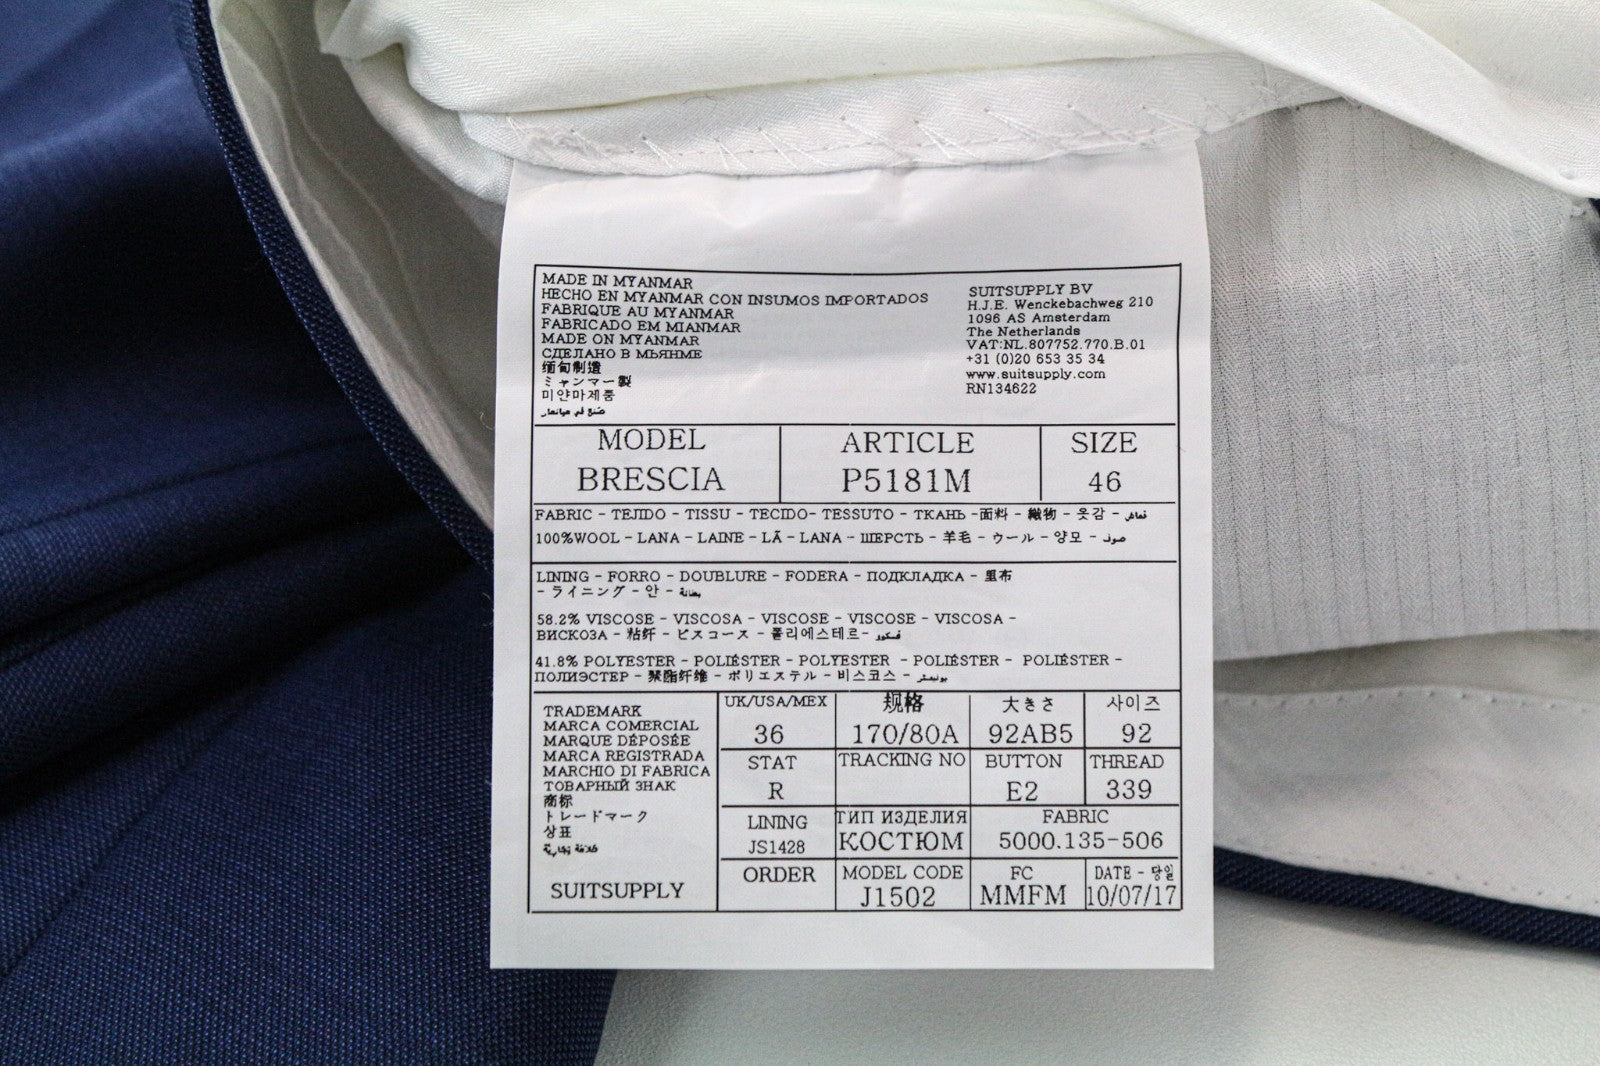 MADE IN MYANMAR
HECHO EN MYANMAR CON INSUMOS IMPORTADOS
FABRIQUE AU MYANMAR
FABRICADO EM MIANMAR
MADE ON MYANMAR
СДЕЛАНО В МЬЯНМЕ
缅甸制造
ミャンマー製
미얀마제품
صنع في ميانمار
SUITSUPPLY BV
H.J.E. Wenckebachweg 210
1096 AS Amsterdam
The Netherlands
VAT:NL.807752.770.B.01
+31 (0)20 653 35 34
www.suitsupply.com
RN134622
MODEL ARTICLE SIZE
BRESCIA P5181M 46
FABRIC - TEJIDO - TISSU - TECIDO- TESSUTO - ТКАНЬ -面料 - 織物 - 옷감 - قماش
100%WOOL - LANA - LAINE - LÃ - LANA - ШЕРСТЬ - 羊毛 - ウール - 양모 - صوف
LINING - FORRO - DOUBLURE - FODERA - ПОДКЛАДКА - 里布
- ライニング - 안 - بطانة
58.2% VISCOSE - VISCOSA - VISCOSE - VISCOSE - VISCOSA -
ВИСКОЗА - 粘纤 - ビスコース - 폴리에스테르- فسكوز
41.8% POLYESTER - POLIÉSTER - POLYESTER - POLIÉSTER - POLIÉSTER -
ПОЛИЭСТЕР - 聚脂纤维 - ポリエステル - 비스코스 -
TRADEMARK
MARCA COMERCIAL
MARQUE DÉPOSÉE
MARCA REGISTRADA
MARCHIO DI FABRICA
ТОВАРНЫЙ ЗНАК
商标
トレードマーク
상표
علامة تجارية
SUITSUPPLY
UK/USA/MEX 规格 大きさ 사이즈
36 170/80A 92AB5 92
STAT TRACKING NO BUTTON THREAD
R E2 339
LINING ТИП ИЗДЕЛИЯ FABRIC
JS1428 КОСТЮМ 5000.135-506
ORDER MODEL CODE FC DATE - 당일
J1502 MMFM 10/07/17